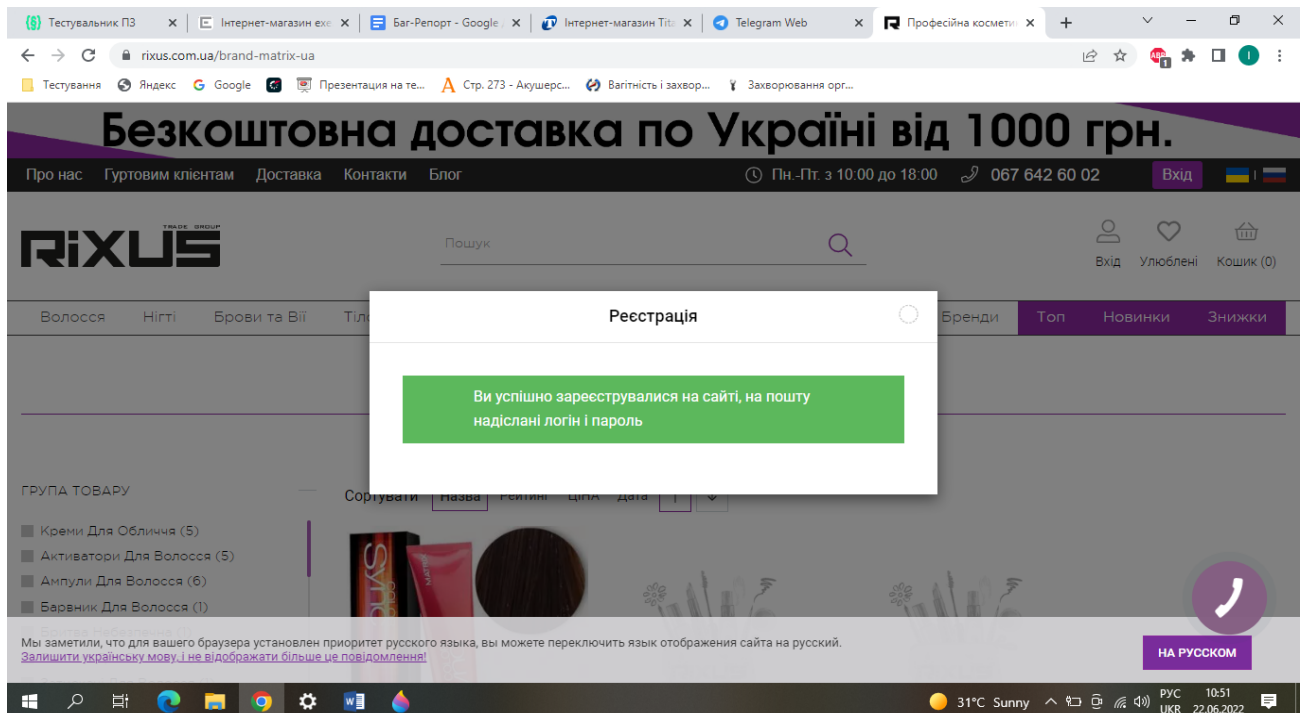 Тестувальник ПЗ
Інтернет-магазин exe
Баг-Репорт - Google
Інтернет-магазин Tita
Telegram Web
Професійна космети
rixus.com.ua/brand-matrix-ua
Тестування Яндекс Google Презентация на те... Стр. 273 - Акушерс... Вагітність і захвор... Захворювання орг...
Безкоштовна доставка по Україні від 1000 грн.
Про нас Гуртовим клієнтам Доставка Контакти Блог Пн.-Пт. з 10:00 до 18:00 067 642 60 02 Вхід
TRADE GROUP
RIXUS
Пошук
Вхід Улюблені Кошик (0)
Волосся Нігті Брови та Вії Бренди Топ Новинки Знижки
Реєстрація
Ви успішно зареєструвалися на сайті, на пошту
надіслані логін і пароль
ГРУПА ТОВАРУ
Сортувати Назва Рейтинг ЦІНА Дата
Креми Для Обличчя (5)
Активатори Для Волосся (5)
Ампули Для Волосся (6)
Барвник Для Волосся (1)
MATRIX
Мы заметили, что для вашего браузера установлен приоритет русского языка, вы можете переключить язык отображения сайта на русский.
Залишити українську мову, і не відображати більше це повідомлення!
НА РУССКОМ
31°C Sunny
РУС
UKR
10:51
22.06.2022